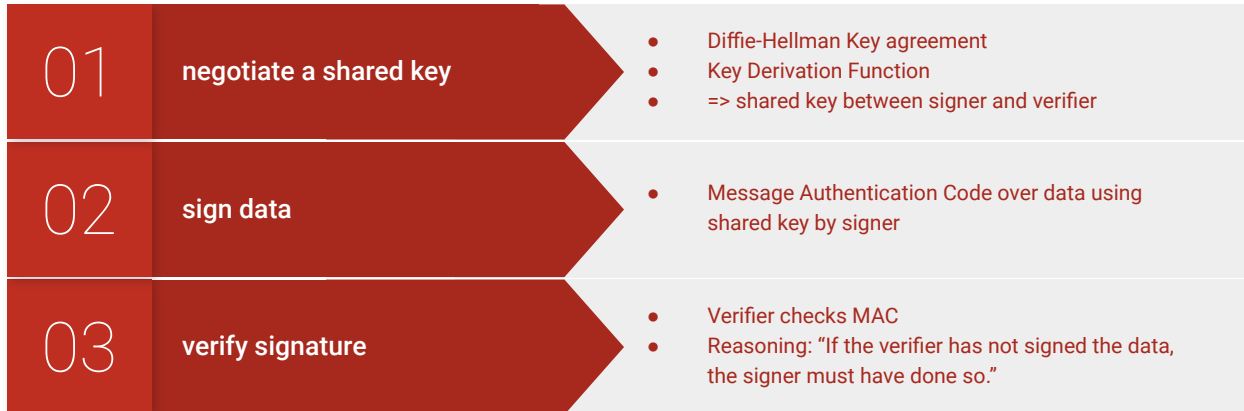 01
negotiate a shared key
● Diffie-Hellman Key agreement
● Key Derivation Function
● => shared key between signer and verifier
02
sign data
● Message Authentication Code over data using
shared key by signer
03
verify signature
● Verifier checks MAC
● Reasoning: “If the verifier has not signed the data,
the signer must have done so.”